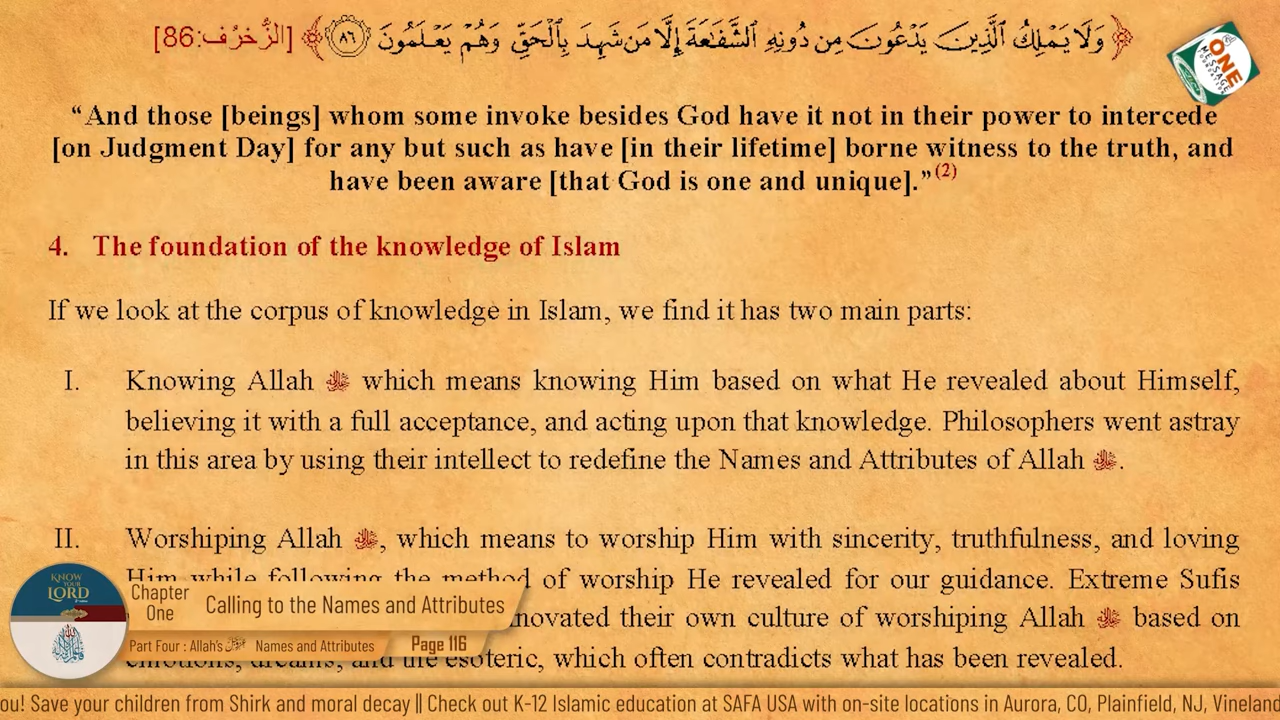 ﴿وَلَا يَمْلِكُ ٱلَّذِينَ يَدْعُونَ مِن دُونِهِ ٱلشَّفَٰعَةَ إِلَّا مَن شَهِدَ بِٱلْحَقِّ وَهُمْ يَعْلَمُونَ ٨٦﴾ [الزُّخرُف:86]
ONE
MESSAGE
“And those [beings] whom some invoke besides God have it not in their power to intercede
[on Judgment Day] for any but such as have [in their lifetime] borne witness to the truth, and
have been aware [that God is one and unique].”(2)
4. The foundation of the knowledge of Islam
If we look at the corpus of knowledge in Islam, we find it has two main parts:
I. Knowing Allah ﷻ which means knowing Him based on what He revealed about Himself,
believing it with a full acceptance, and acting upon that knowledge. Philosophers went astray
in this area by using their intellect to redefine the Names and Attributes of Allah ﷻ.
II. Worshiping Allah ﷻ, which means to worship Him with sincerity, truthfulness, and loving
Him while following the method of worship He revealed for our guidance. Extreme Sufis
novated their own culture of worshiping Allah ﷻ based on
emotions, dreams, and the esoteric, which often contradicts what has been revealed.
KNOW
YOUR
LORD
Chapter
One
Calling to the Names and Attributes
Part Four : Allah's ﷻ Names and Attributes
Page 116
ou! Save your children from Shirk and moral decay || Check out K-12 Islamic education at SAFA USA with on-site locations in Aurora, CO, Plainfield, NJ, Vineland